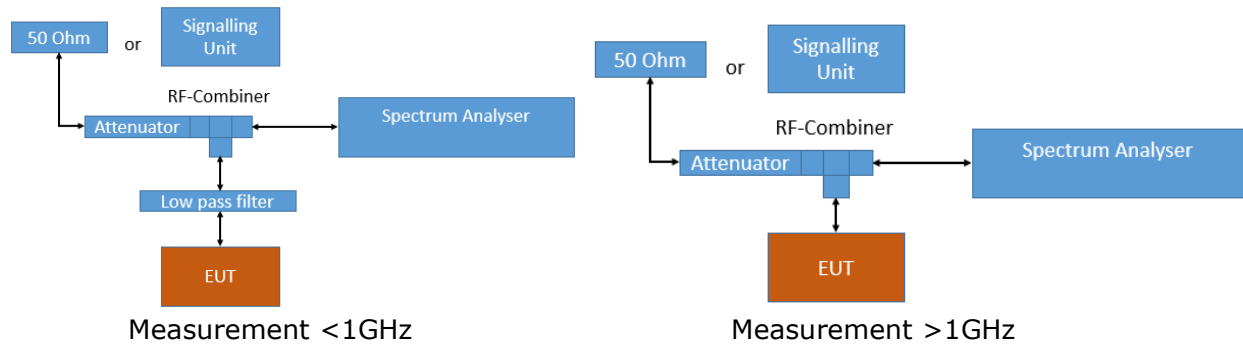 50 Ohm
or
Signalling
Unit
RF-Combiner
Attenuator
Spectrum Analyser
Low pass filter
EUT
Measurement <1GHz
50 Ohm
or
Signalling
Unit
RF-Combiner
Attenuator
Spectrum Analyser
EUT
Measurement >1GHz